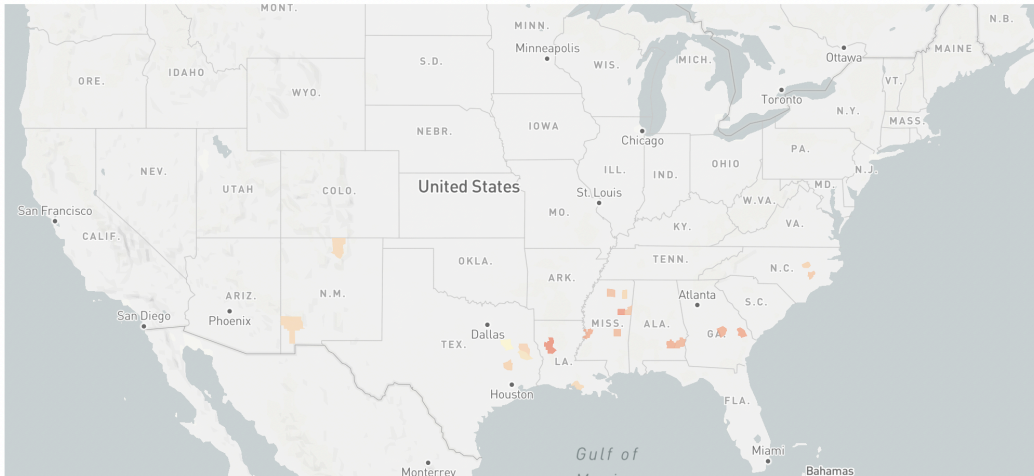 MONT.
MINN.
N.B.
Minneapolis
MAINE
Ottawa
WIS.
MICH.
S.D.
IDAHO
ORE.
VT.
WYO.
Toronto
N.Y.
MASS.
IOWA
NEBR.
Chicago
PA.
OHIO
NEV.
ILL.
IND.
N.J.
UTAH
COLO.
United States
MD.
St. Louis
W.VA.
San Francisco
MO.
VA.
KY.
CALIF.
TENN.
OKLA.
N.C.
ARK.
ARIZ.
N.M.
Atlanta
S.C.
San Diego
Phoenix
Dallas
MISS.
ALA.
GA.
TEX.
LA.
Houston
FLA.
Gulf of
Miami
Monterrey
Bahamas